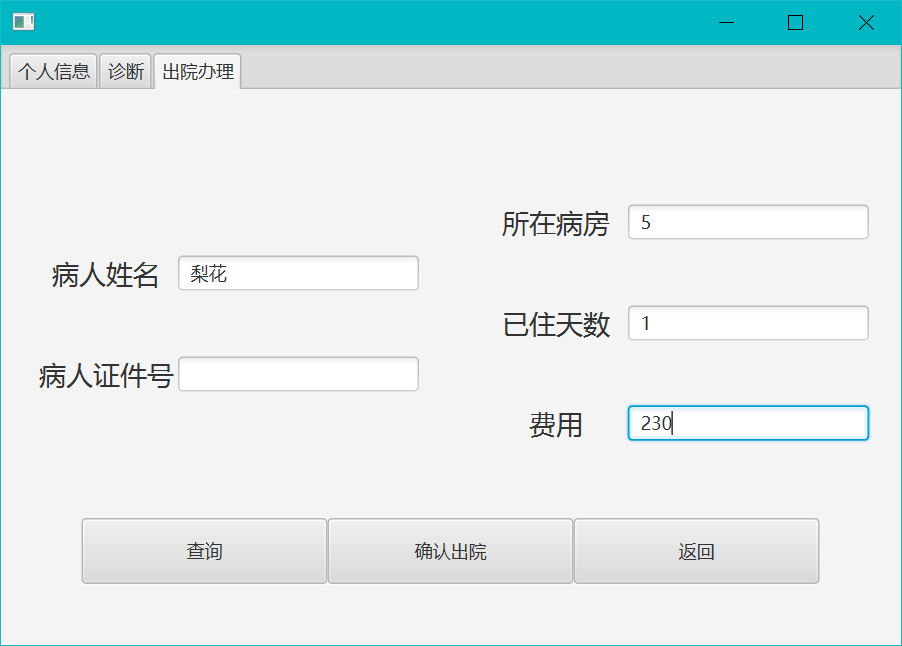 个人信息 诊断 出院办理
所在病房 5
病人姓名 梨花
已住天数 1
病人证件号
费用 230
查询 确认出院 返回